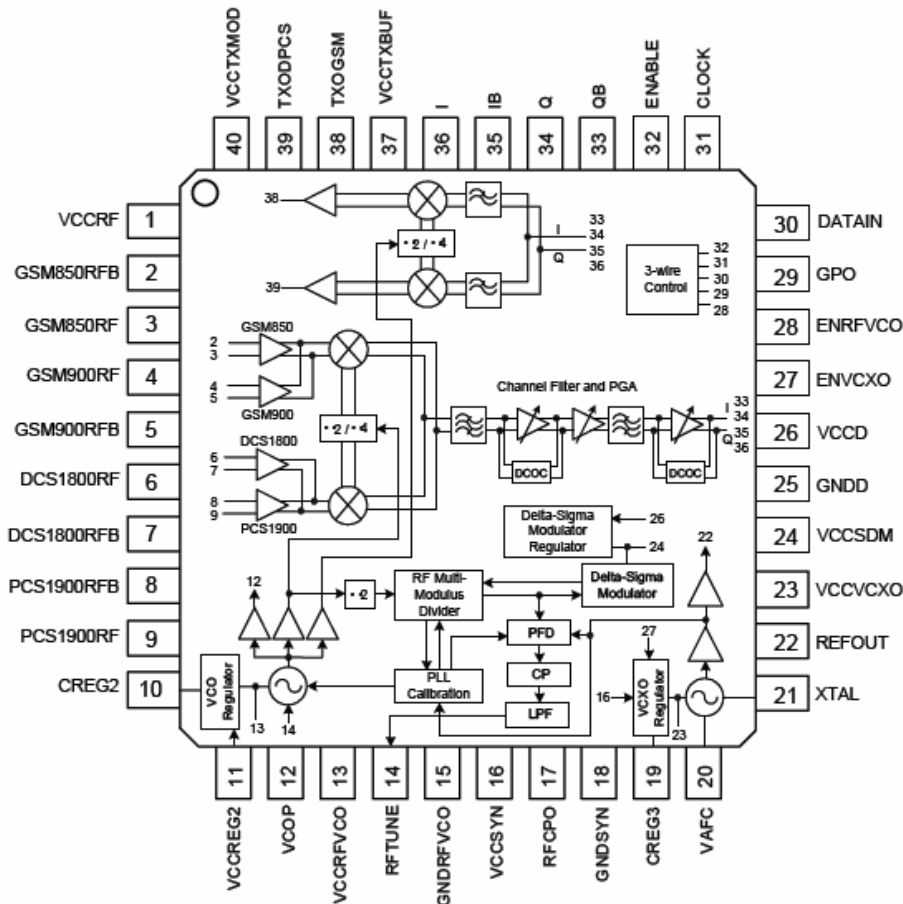 VCCTXMOD
TXODPCS
TXOGSM
VCCTXBUF
I
IB
Q
QB
ENABLE
CLOCK
40
39
38
37
36
35
34
33
32
31
VCCRF 1
GSM850RFB 2
GSM850RF 3
GSM900RF 4
GSM900RFB 5
DCS1800RF 6
DCS1800RFB 7
PCS1900RFB 8
PCS1900RF 9
CREG2 10
30 DATAIN
29 GPO
28 ENRFVCO
27 ENVCXO
26 VCCD
25 GNDD
24 VCCSDM
23 VCCVCXO
22 REFOUT
21 XTAL
38
2 / 4
39
I
Q
33
34
35
36
3-wire
Control
32
31
30
29
28
GSM850
2
3
4
5
GSM900
2 / 4
DCS1800
6
7
8
9
PCS1900
Channel Filter and PGA
DCOC
DCOC
I
Q
33
34
35
36
Delta-Sigma
Modulator
Regulator
26
24
22
12
2
RF Multi-
Modulus
Divider
Delta-Sigma
Modulator
PFD
CP
LPF
PLL
Calibration
VCO
Regulator
13
14
27
16
VCXO
Regulator
23
11
12
13
14
15
16
17
18
19
20
VCCREG2
VCOP
VCCRFVCO
RFTUNE
GNDRFVCO
VCCSYN
RFCPO
GNDSYN
CREG3
VAFC